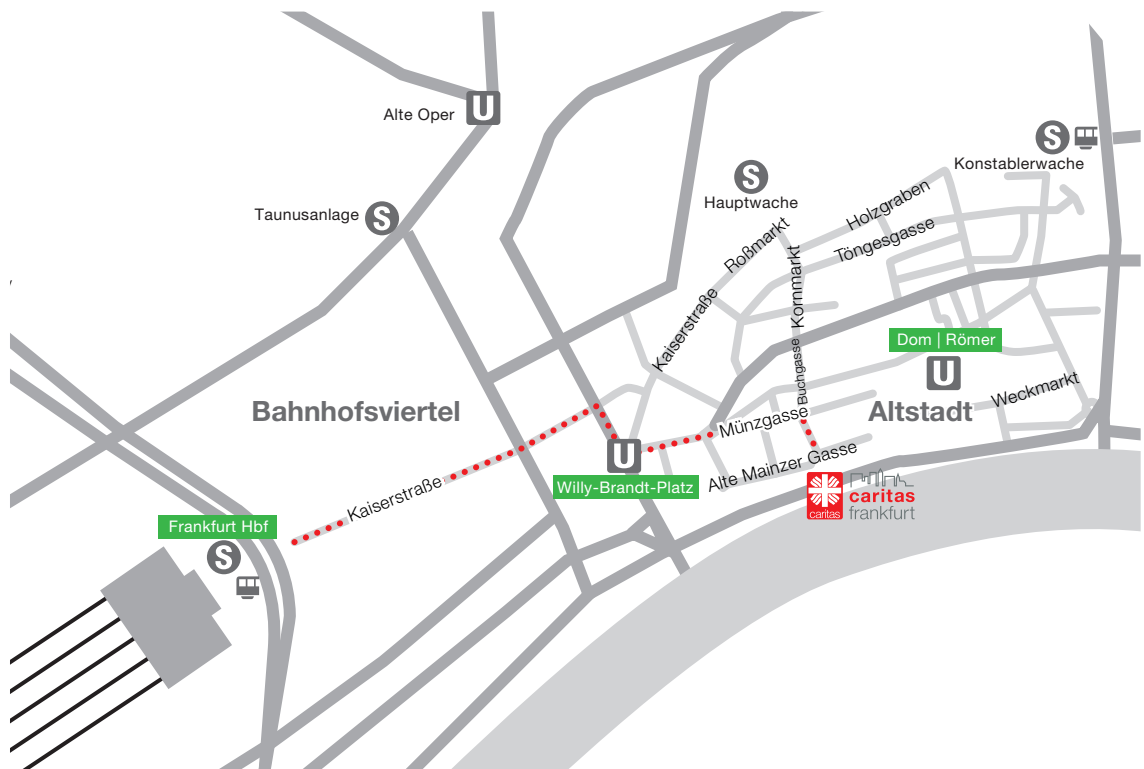 Alte Oper
U
S
Konstablerwache
Taunusanlage
S
S
Hauptwache
Holzgraben
Roßmarkt
Töngesgasse
Kornmarkt
Kaiserstraße
Dom | Römer
U
Buchgasse
Weckmarkt
Bahnhofsviertel
Altstadt
Münzgasse
U
Willy-Brandt-Platz
Alte Mainzer Gasse
Kaiserstraße
caritas
caritas
frankfurt
Frankfurt Hbf
S